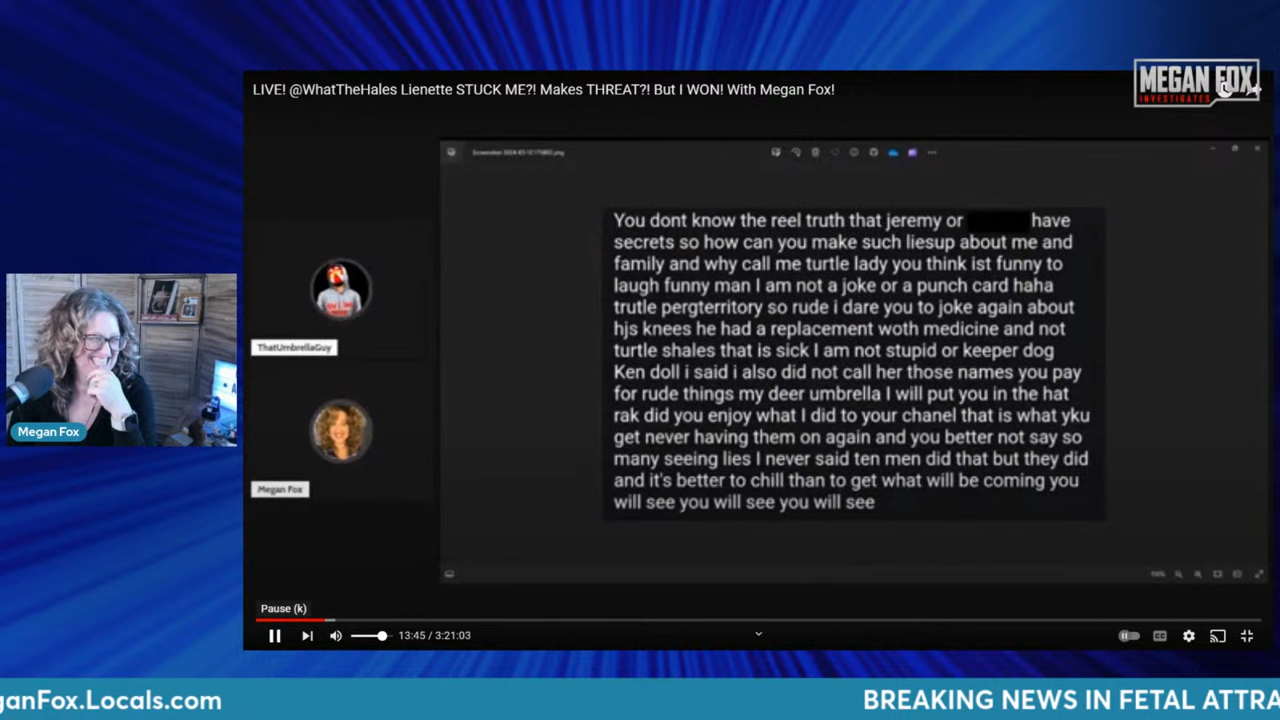 LIVE! @WhatTheHales Lienette STUCK ME?! Makes THREAT?! But I WON! With Megan Fox!
MEGAN FOX
INVESTIGATES
You dont know the reel truth that jeremy or have
secrets so how can you make such liesup about me and
family and why call me turtle lady you think ist funny to
laugh funny man I am not a joke or a punch card haha
trutle pergterritory so rude i dare you to joke again about
hjs knees he had a replacement woth medicine and not
turtle shales that is sick I am not stupid or keeper dog
Ken doll i said i also did not call her those names you pay
for rude things my deer umbrella I will put you in the hat
rak did you enjoy what I did to your chanel that is what yku
get never having them on again and you better not say so
many seeing lies I never said ten men did that but they did
and it's better to chill than to get what will be coming you
will see you will see you will see
ThatUmbrellaGuy
Megan Fox
Megan Fox
Pause (k)
13:45 / 3:21:03
CC
ganFox.Locals.com
BREAKING NEWS IN FETAL ATTRA